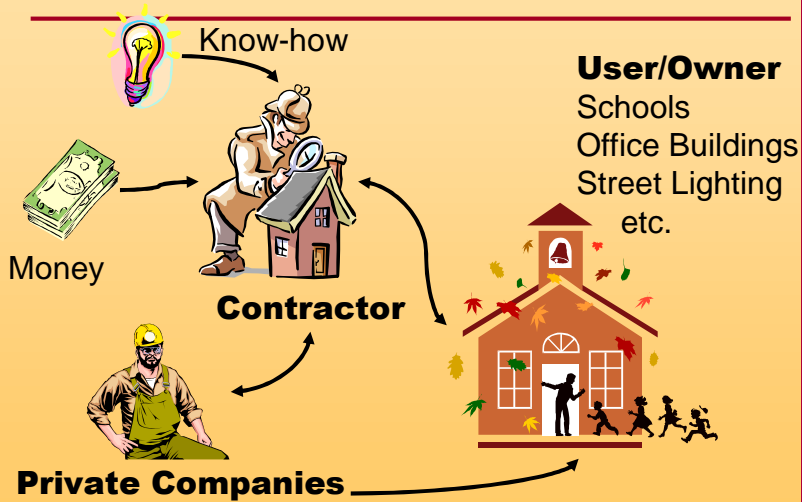 Know-how
User/Owner
Schools
Office Buildings
Street Lighting
etc.
Money
Contractor
Private Companies